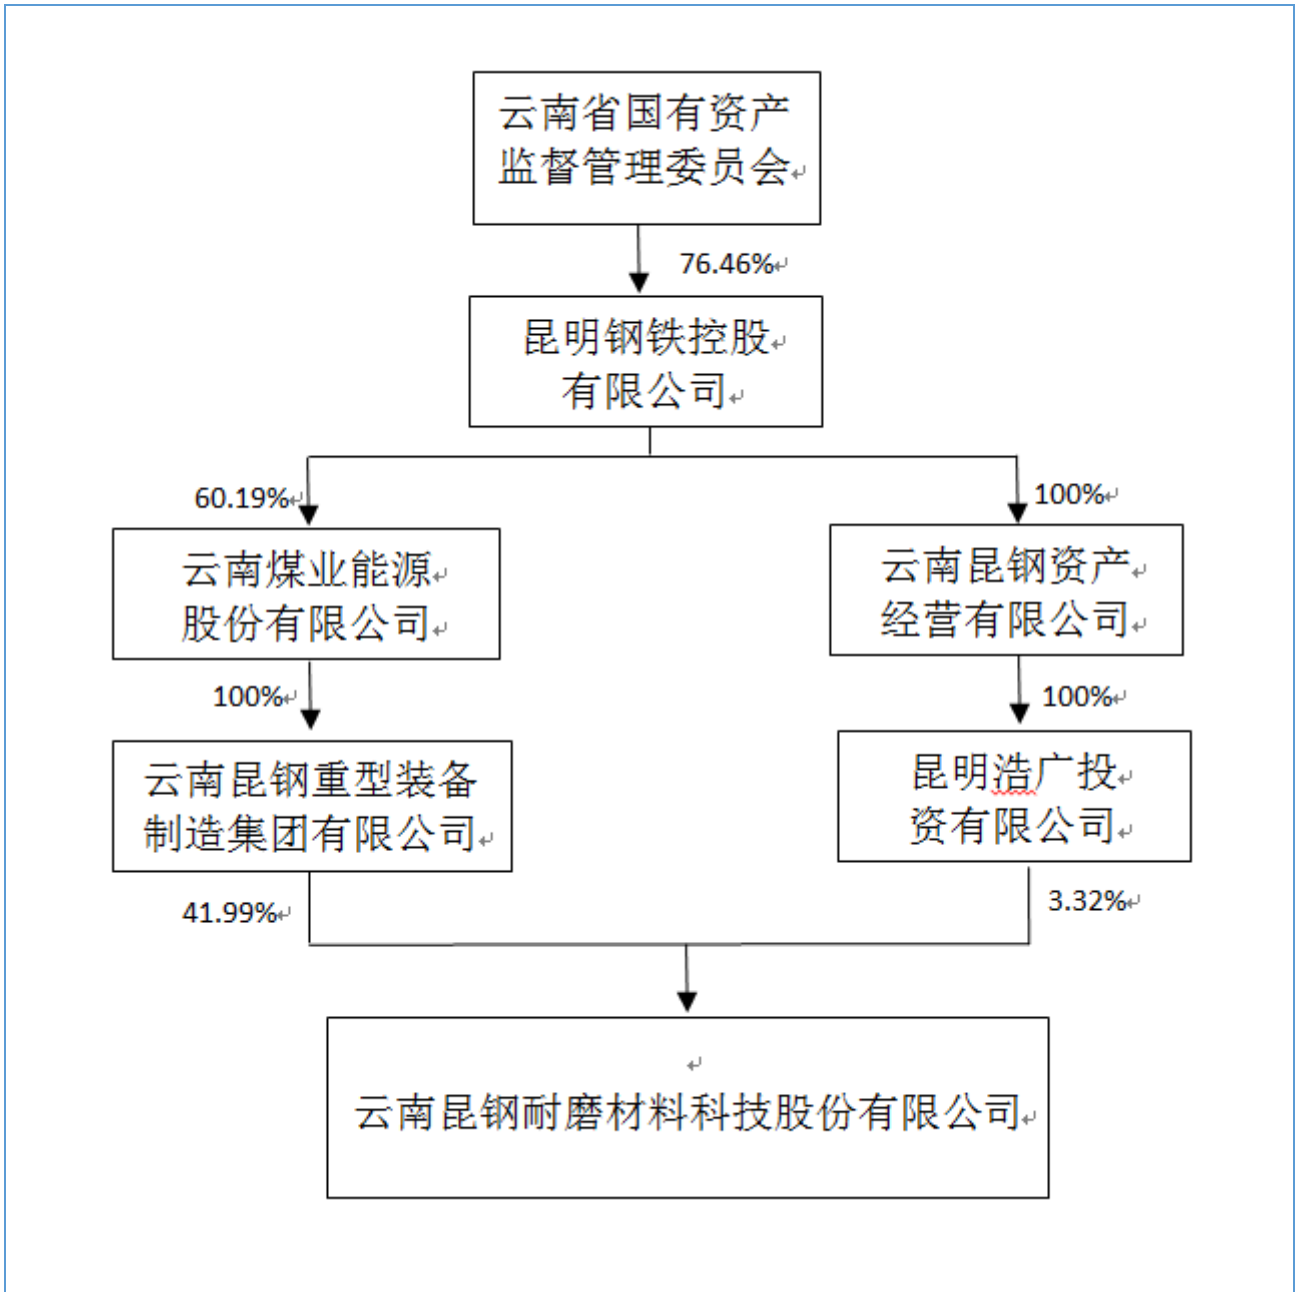 云南省国有资产
监督管理委员会
76.46%
昆明钢铁控股
有限公司
60.19%
100%
云南煤业能源
股份有限公司
云南昆钢资产
经营有限公司
100%
100%
云南昆钢重型装备
制造集团有限公司
昆明浩广投
资有限公司
41.99%
3.32%
云南昆钢耐磨材料科技股份有限公司